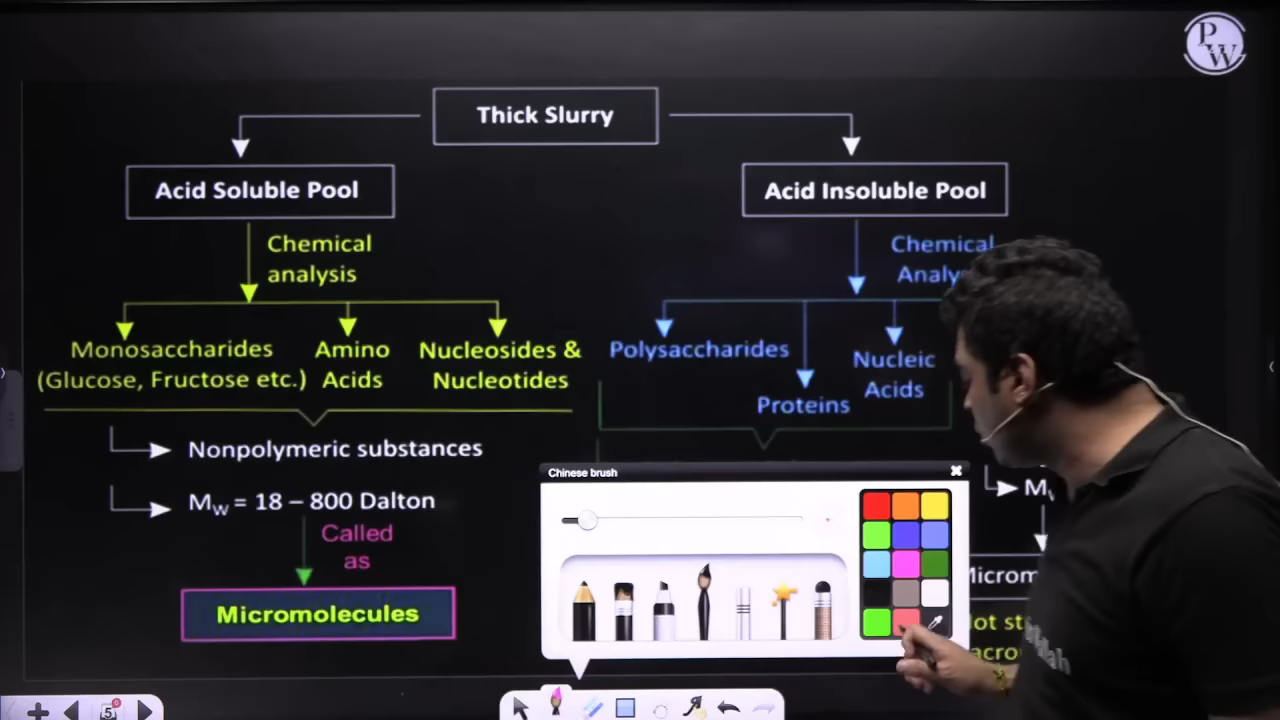 P
W
Thick Slurry
Acid Soluble Pool
Acid Insoluble Pool
Chemical
analysis
Chemical
Monosaccharides
(Glucose, Fructose etc.)
Amino
Acids
Nucleosides &
Nucleotides
Polysaccharides
Proteins
Nucleic
Acids
Nonpolymeric substances
MW = 18 – 800 Dalton
Called
as
Micromolecules
Chinese brush
5